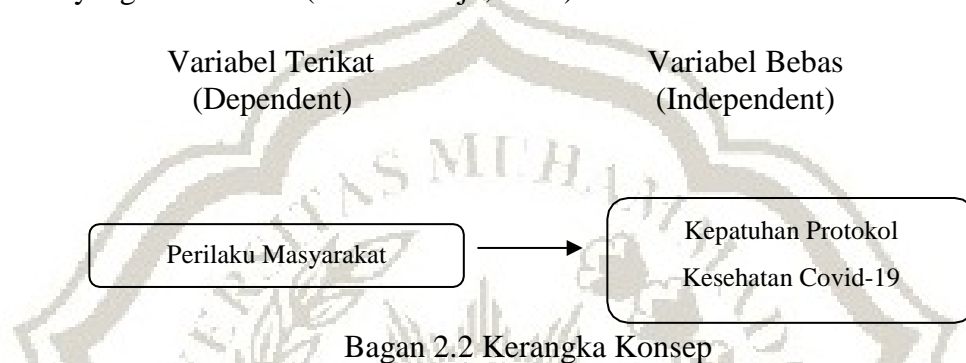 Variabel Terikat
(Dependent)
Variabel Bebas
(Independent)
Perilaku Masyarakat
Kepatuhan Protokol
Kesehatan Covid-19
Bagan 2.2 Kerangka Konsep